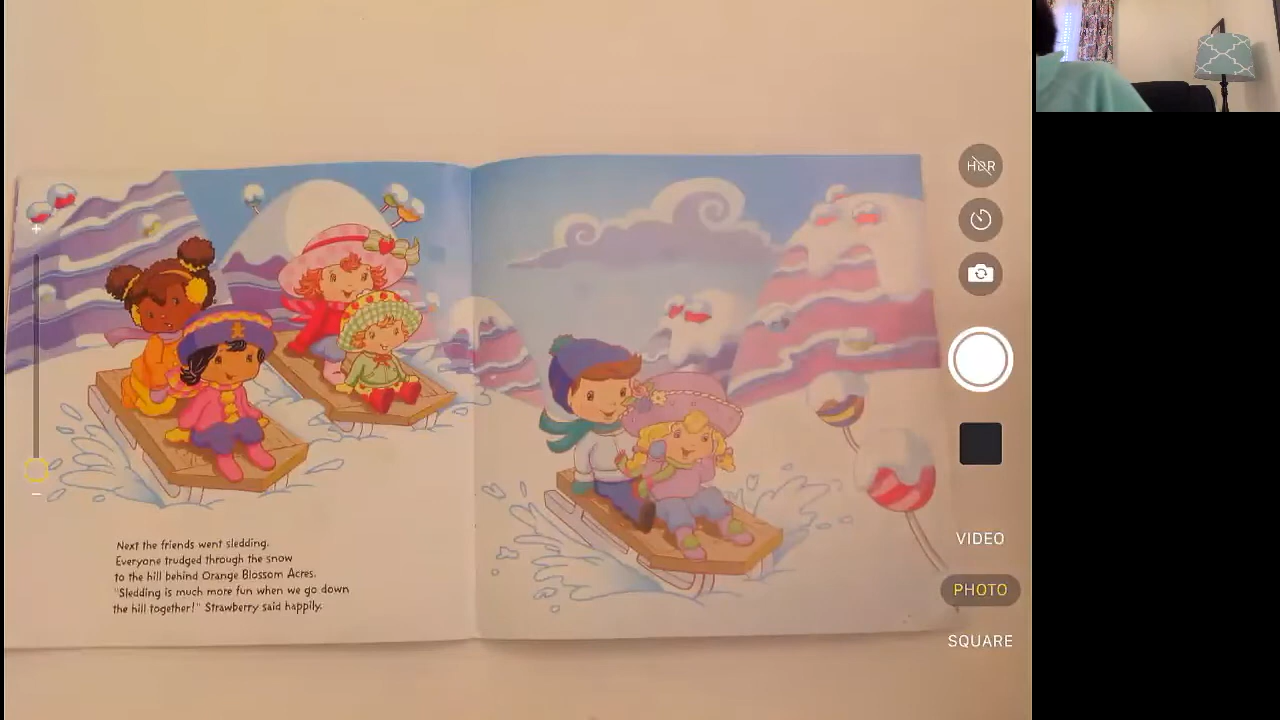 Next the friends went sledding.
Everyone trudged through the snow
to the hill behind Orange Blossom Acres.
"Sledding is much more fun when we go down
the hill together!" Strawberry said happily.
HDR
VIDEO
PHOTO
SQUARE